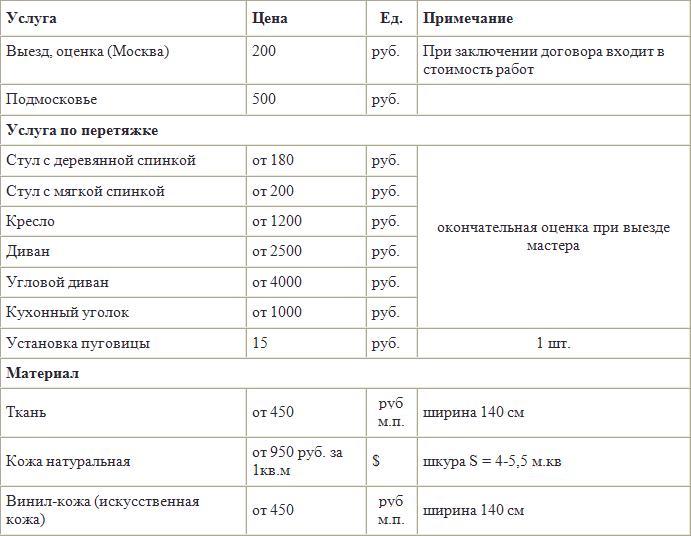 Услуга Цена Ед. Примечание
Выезд, оценка (Москва) 200 руб. При заключении договора входит в
стоимость работ
Подмосковье 500 руб.
Услуга по перетяжке
Стул с деревянной спинкой от 180 руб.
Стул с мягкой спинкой от 200 руб.
Кресло от 1200 руб.
окончательная оценка при выезде
мастера
Диван от 2500 руб.
Угловой диван от 4000 руб.
Кухонный уголок от 1000 руб.
Установка пуговицы 15 руб. 1 шт.
Материал
Ткань от 450 руб
м.п. ширина 140 см
Кожа натуральная от 950 руб. за
1кв.м $ шкура S = 4-5,5 м.кв
Винил-кожа (искусственная
кожа) от 450 руб
м.п. ширина 140 см